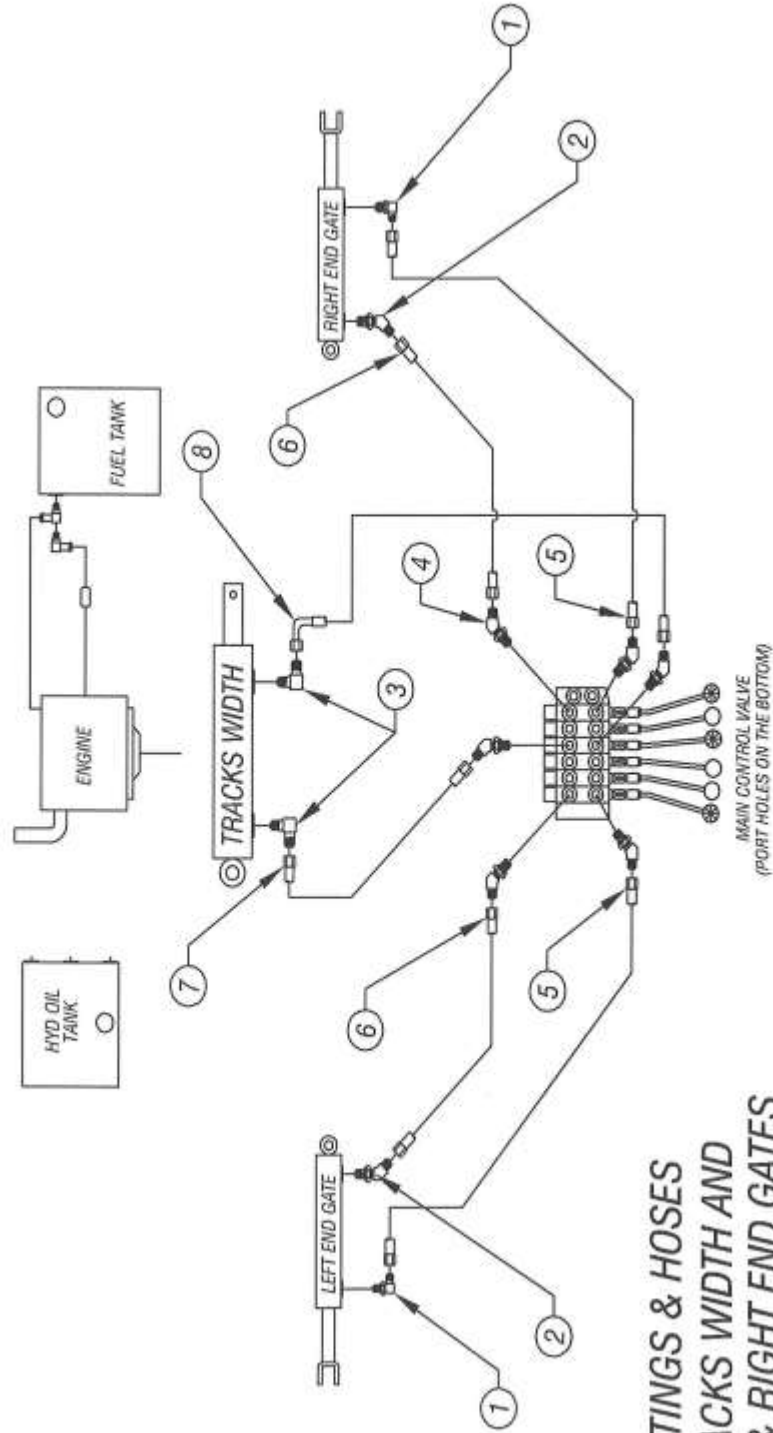 HYD OIL
TANK
ENGINE
FUEL TANK
LEFT END GATE
TRACKS WIDTH
RIGHT END GATE
1
2
1
2
7
3
8
6
6
5
4
5
MAIN CONTROL VALVE
(PORT HOLES ON THE BOTTOM)
TINGS & HOSES
ACKS WIDTH AND
& RIGHT END GATES